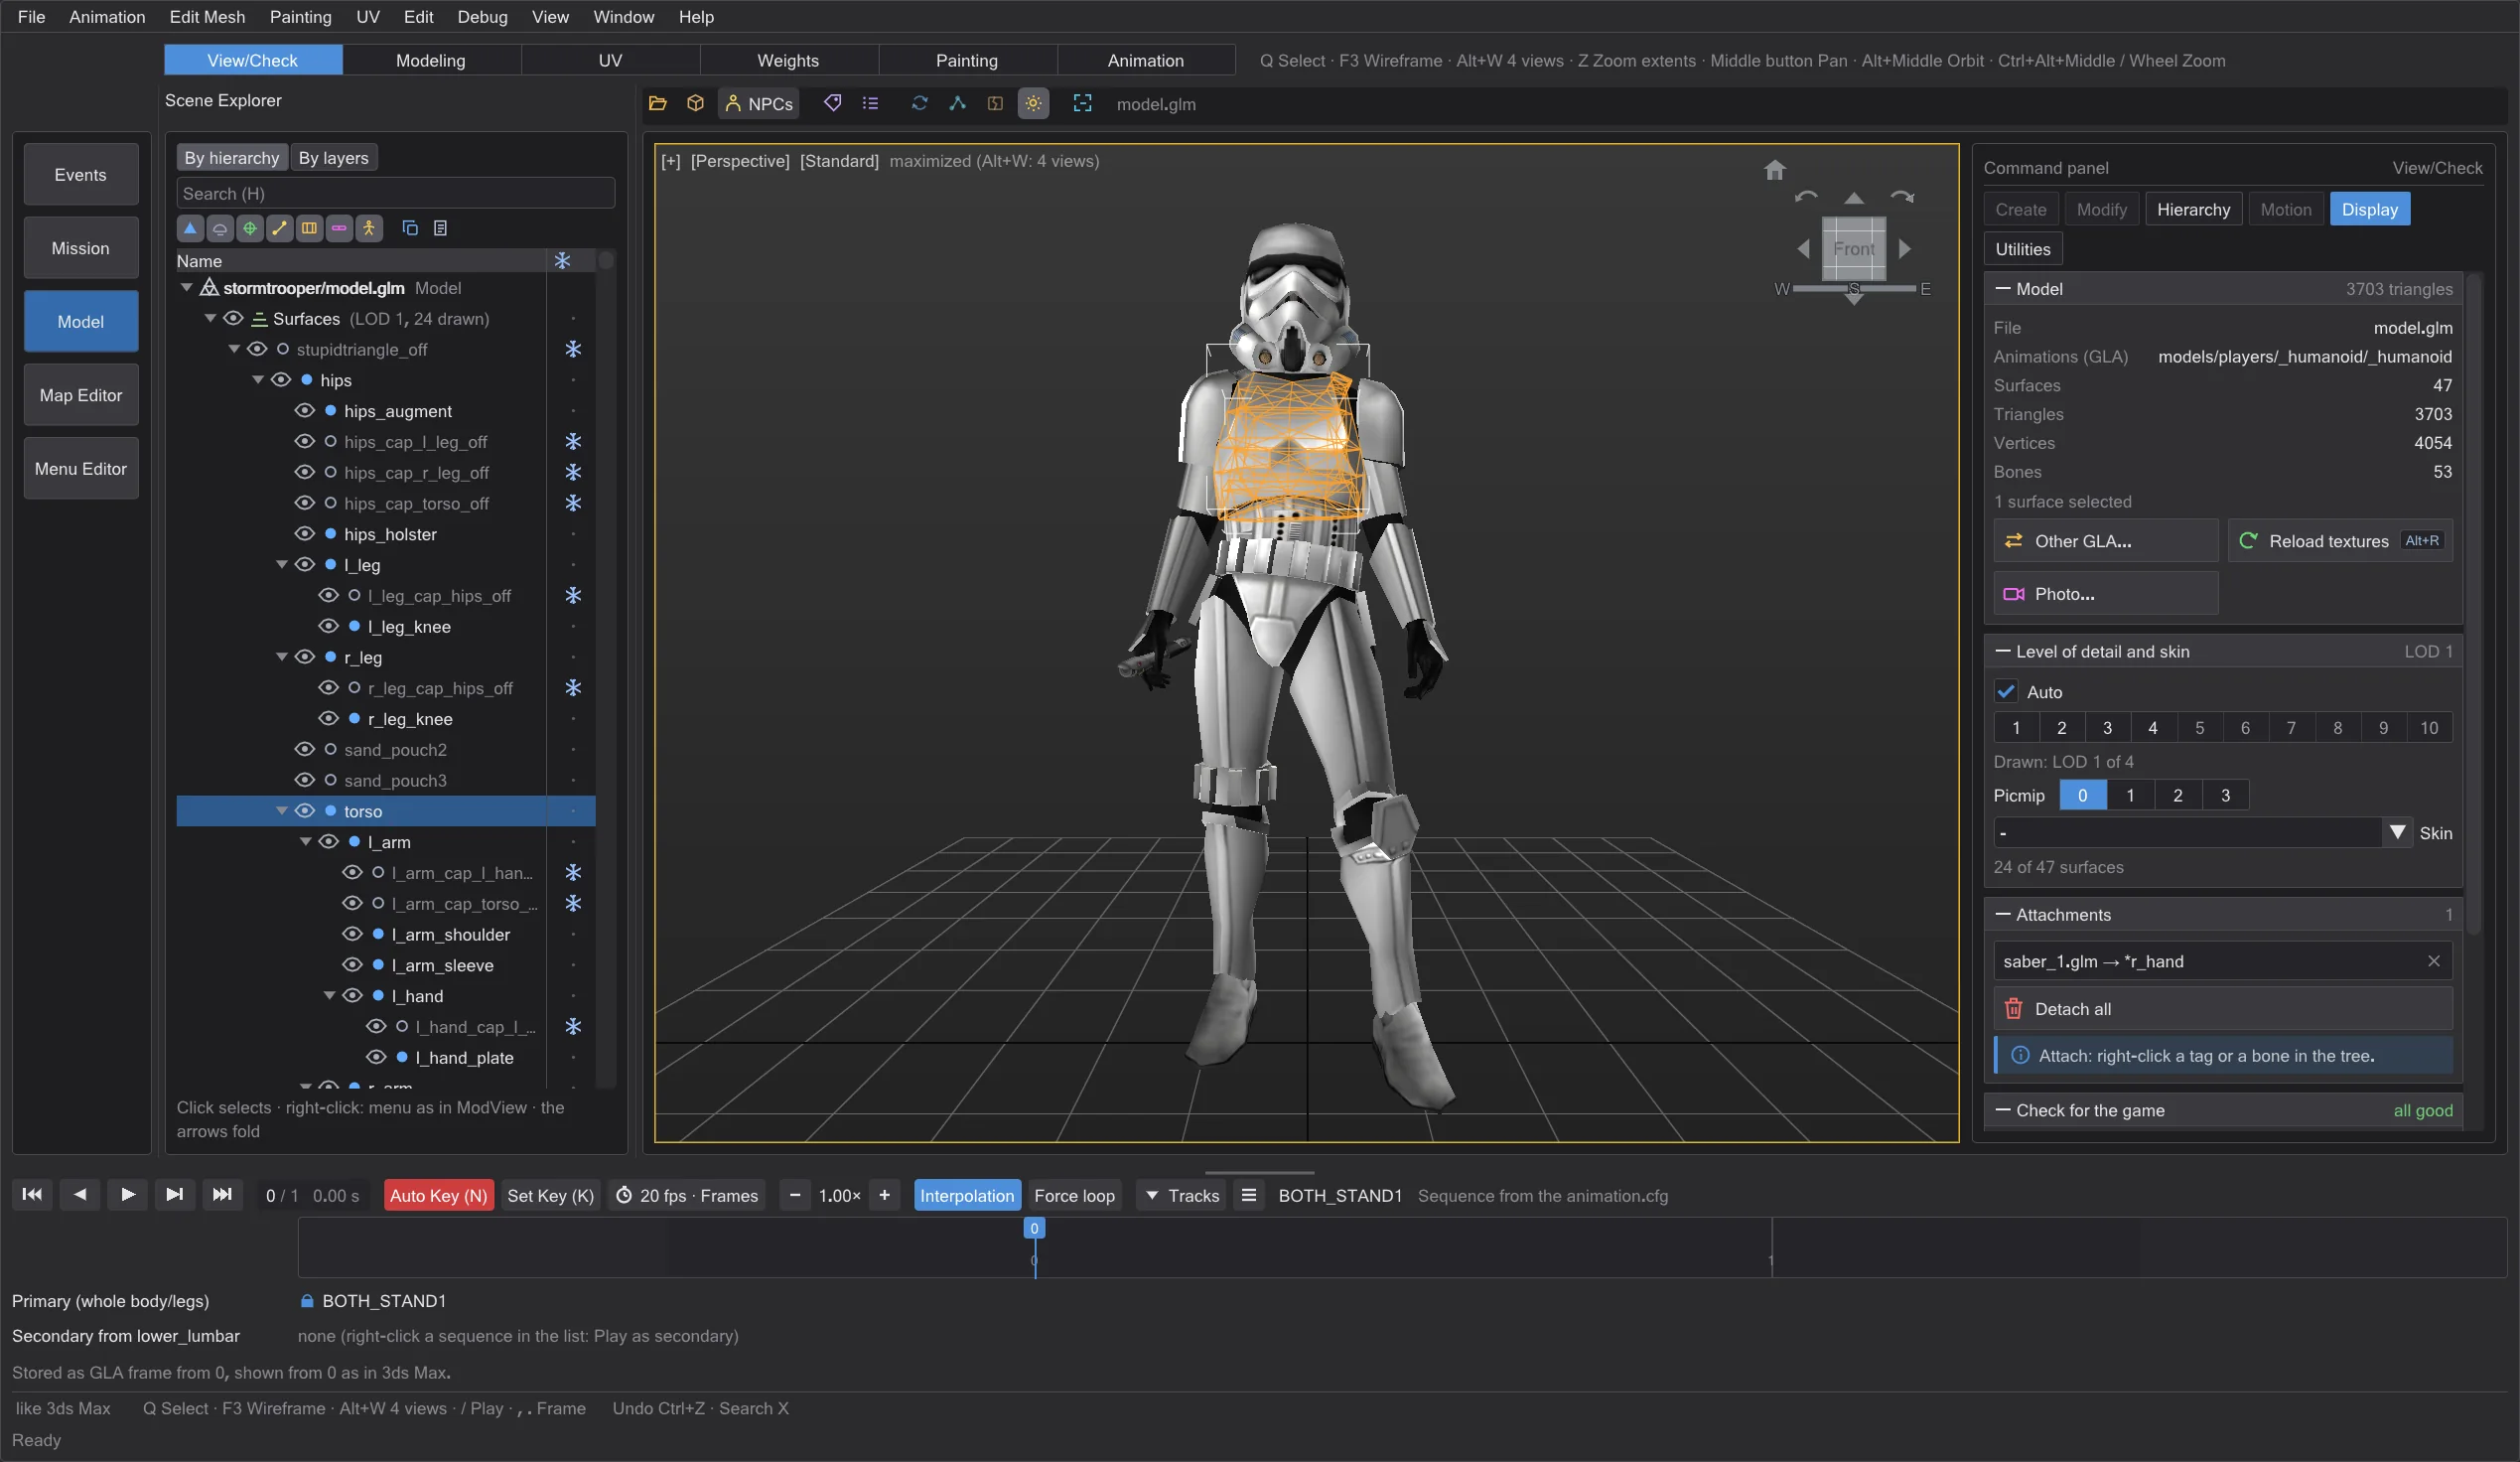 File Animation Edit Mesh Painting UV Edit Debug View Window Help
View/Check Modeling UV Weights Painting Animation Q Select · F3 Wireframe · Alt+W 4 views · Z Zoom extents · Middle button Pan · Alt+Middle Orbit · Ctrl+Alt+Middle / Wheel Zoom
Scene Explorer
NPCs model.glm
Events
Mission
Model
Map Editor
Menu Editor
By hierarchy By layers
Search (H)
Name
stormtrooper/model.glm Model
Surfaces (LOD 1, 24 drawn)
stupidtriangle_off
hips
hips_augment
hips_cap_l_leg_off
hips_cap_r_leg_off
hips_cap_torso_off
hips_holster
l_leg
l_leg_cap_hips_off
l_leg_knee
r_leg
r_leg_cap_hips_off
r_leg_knee
sand_pouch2
sand_pouch3
torso
l_arm
l_arm_cap_l_han...
l_arm_cap_torso_...
l_arm_shoulder
l_arm_sleeve
l_hand
l_hand_cap_l_...
l_hand_plate
r_arm
Click selects · right-click: menu as in ModView · the
arrows fold
[+] [Perspective] [Standard] maximized (Alt+W: 4 views)
Front
W S E
Command panel View/Check
Create Modify Hierarchy Motion Display
Utilities
Model 3703 triangles
File model.glm
Animations (GLA) models/players/_humanoid/_humanoid
Surfaces 47
Triangles 3703
Vertices 4054
Bones 53
1 surface selected
Other GLA... Reload textures Alt+R
Photo...
Level of detail and skin LOD 1
Auto
1 2 3 4 5 6 7 8 9 10
Drawn: LOD 1 of 4
Picmip 0 1 2 3
- Skin
24 of 47 surfaces
Attachments 1
saber_1.glm → *r_hand
Detach all
Attach: right-click a tag or a bone in the tree.
Check for the game all good
0 / 1 0.00 s Auto Key (N) Set Key (K) 20 fps · Frames − 1.00× + Interpolation Force loop Tracks BOTH_STAND1 Sequence from the animation.cfg
0
0 1
Primary (whole body/legs) BOTH_STAND1
Secondary from lower_lumbar none (right-click a sequence in the list: Play as secondary)
Stored as GLA frame from 0, shown from 0 as in 3ds Max.
like 3ds Max Q Select · F3 Wireframe · Alt+W 4 views · / Play · , . Frame Undo Ctrl+Z · Search X
Ready